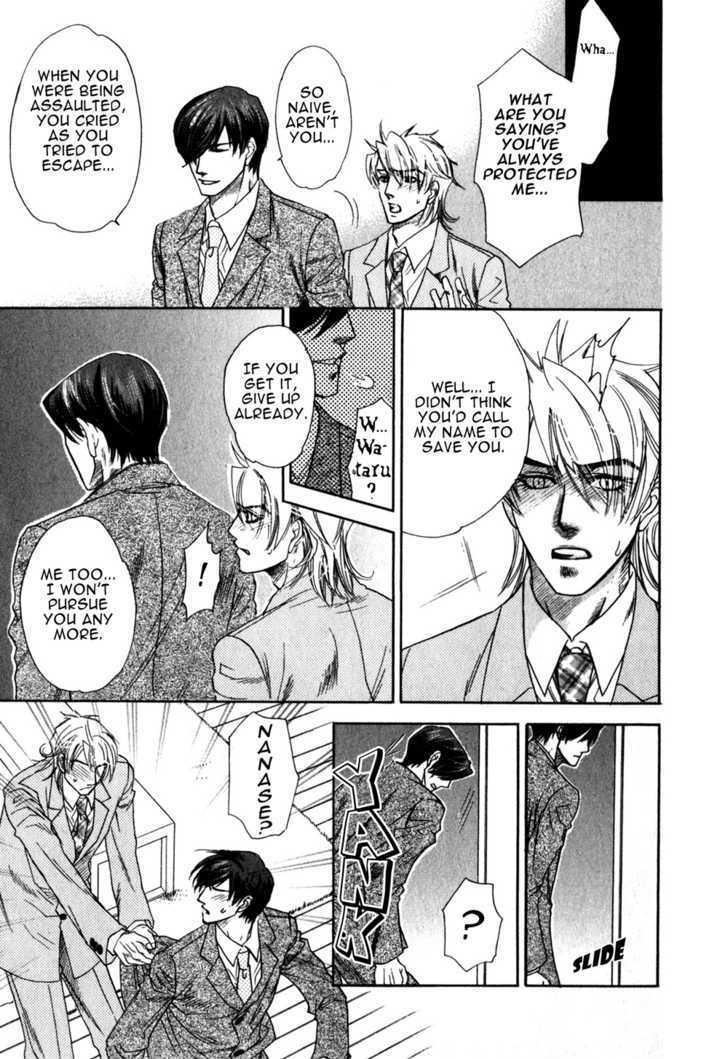 Wha...
WHAT
ARE YOU
SAYING?
YOU'VE
ALWAYS
PROTECTED
ME...
SO
NAIVE,
AREN'T
YOU...
WHEN YOU
WERE BEING
ASSAULTED,
YOU CRIED
AS YOU
TRIED TO
ESCAPE...
WELL... I
DIDN'T THINK
YOU'D CALL
MY NAME TO
SAVE YOU.
W...
Wa-
taru
?
IF YOU
GET IT,
GIVE UP
ALREADY.
!
ME TOO...
I WON'T
PURSUE
YOU ANY
MORE.
SLIDE
?
YANK
NANASE?